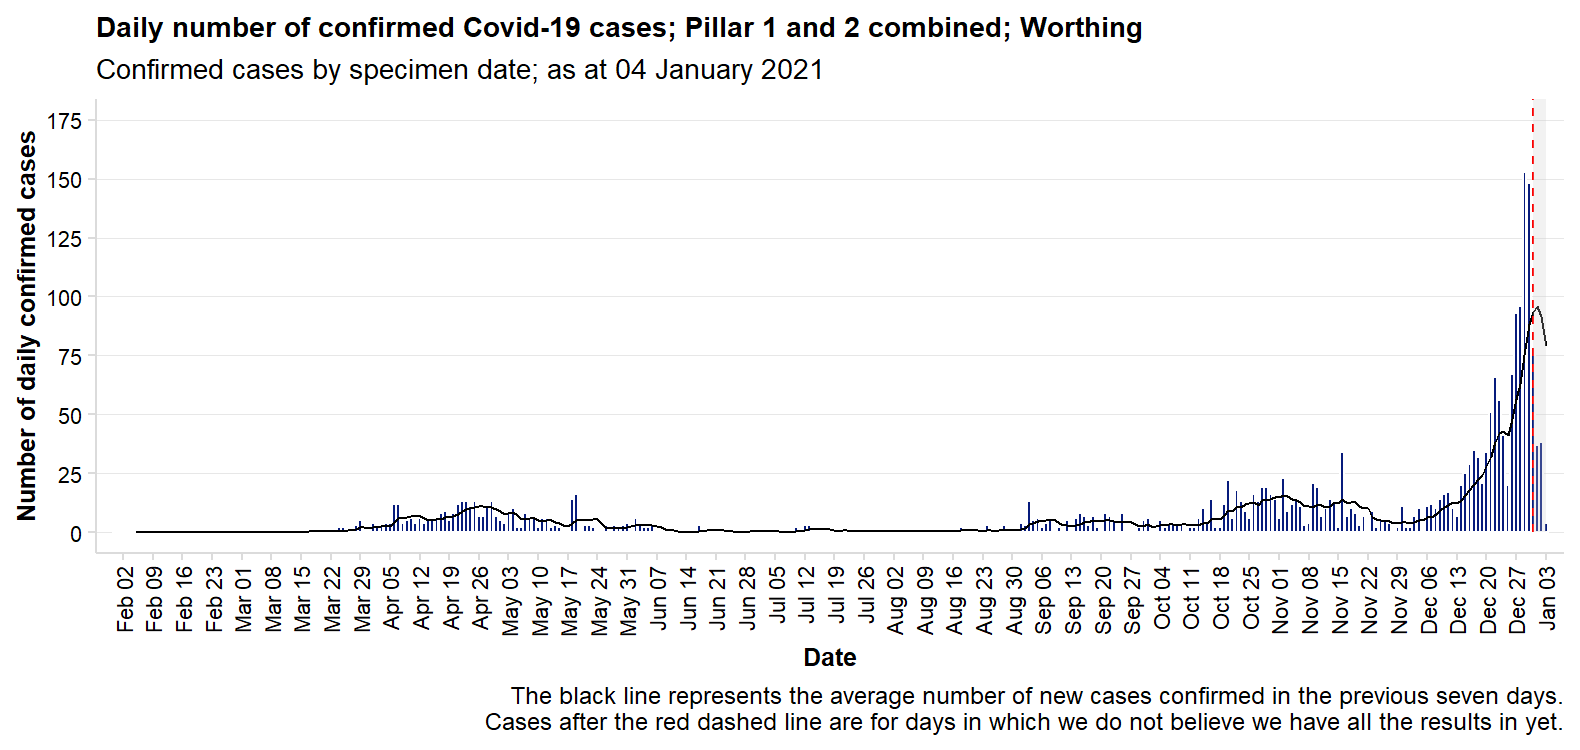 Daily number of confirmed Covid-19 cases; Pillar 1 and 2 combined; Worthing
Confirmed cases by specimen date; as at 04 January 2021
Number of daily confirmed cases
175
150
125
100
75
50
25
0
Feb 02
Feb 09
Feb 16
Feb 23
Mar 01
Mar 08
Mar 15
Mar 22
Mar 29
Apr 05
Apr 12
Apr 19
Apr 26
May 03
May 10
May 17
May 24
May 31
Jun 07
Jun 14
Jun 21
Jun 28
Jul 05
Jul 12
Jul 19
Jul 26
Aug 02
Aug 09
Aug 16
Aug 23
Aug 30
Sep 06
Sep 13
Sep 20
Sep 27
Oct 04
Oct 11
Oct 18
Oct 25
Nov 01
Nov 08
Nov 15
Nov 22
Nov 29
Dec 06
Dec 13
Dec 20
Dec 27
Jan 03
Date
The black line represents the average number of new cases confirmed in the previous seven days.
Cases after the red dashed line are for days in which we do not believe we have all the results in yet.